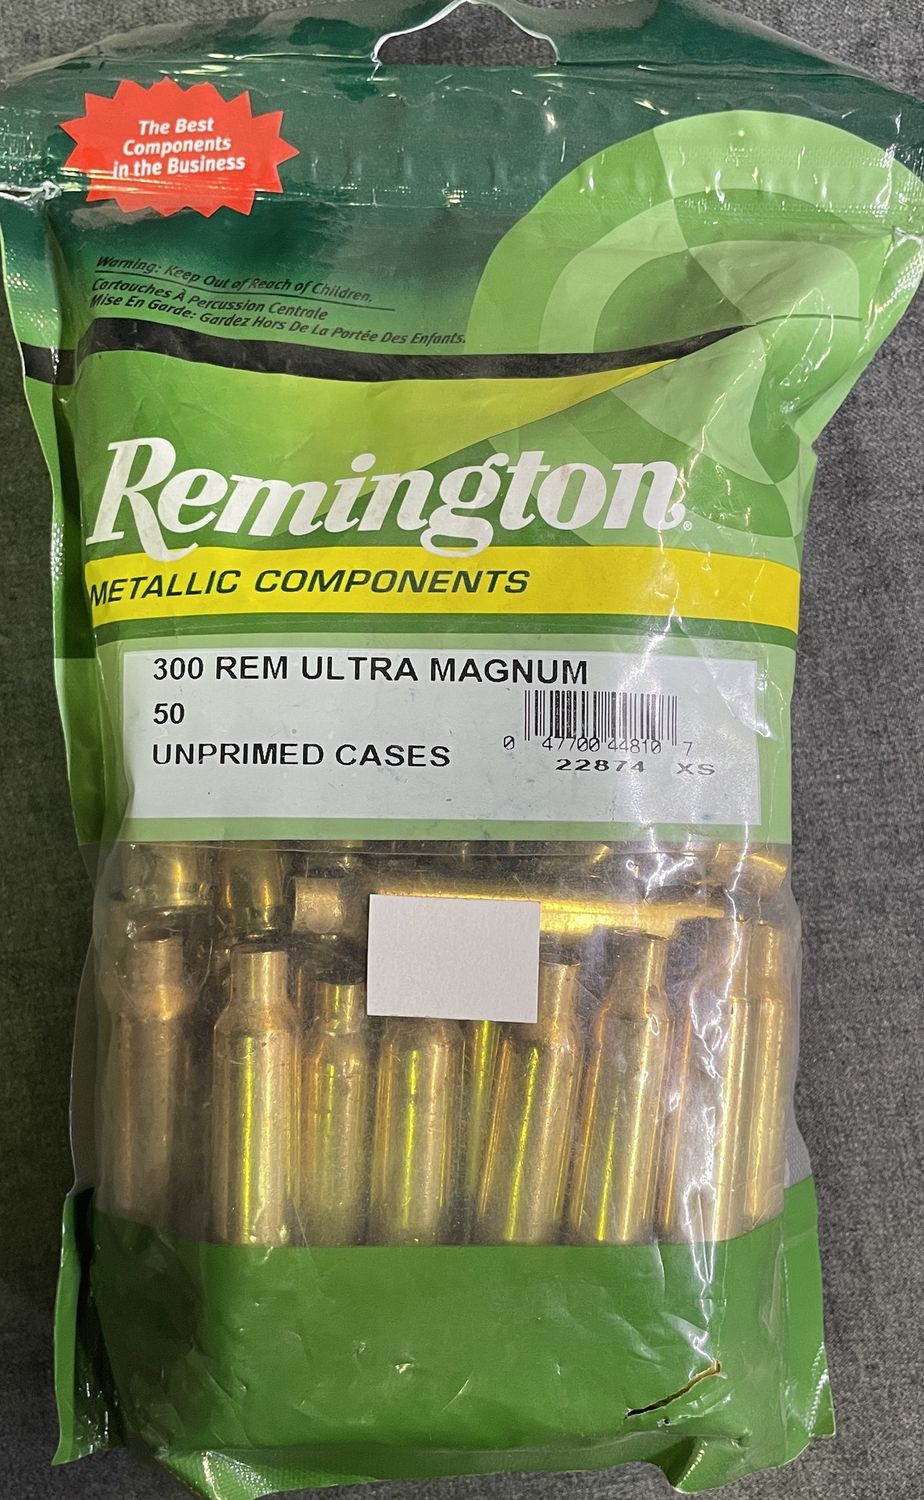 The Best
Components
in the Business
Warning: Keep Out of Reach of Children.
Cartouches À Percussion Centrale
Mise En Garde: Gardez Hors De La Portée Des Enfants.
Remington®
METALLIC COMPONENTS
300 REM ULTRA MAGNUM
50
UNPRIMED CASES
0 47700 44810 7
22874 XS